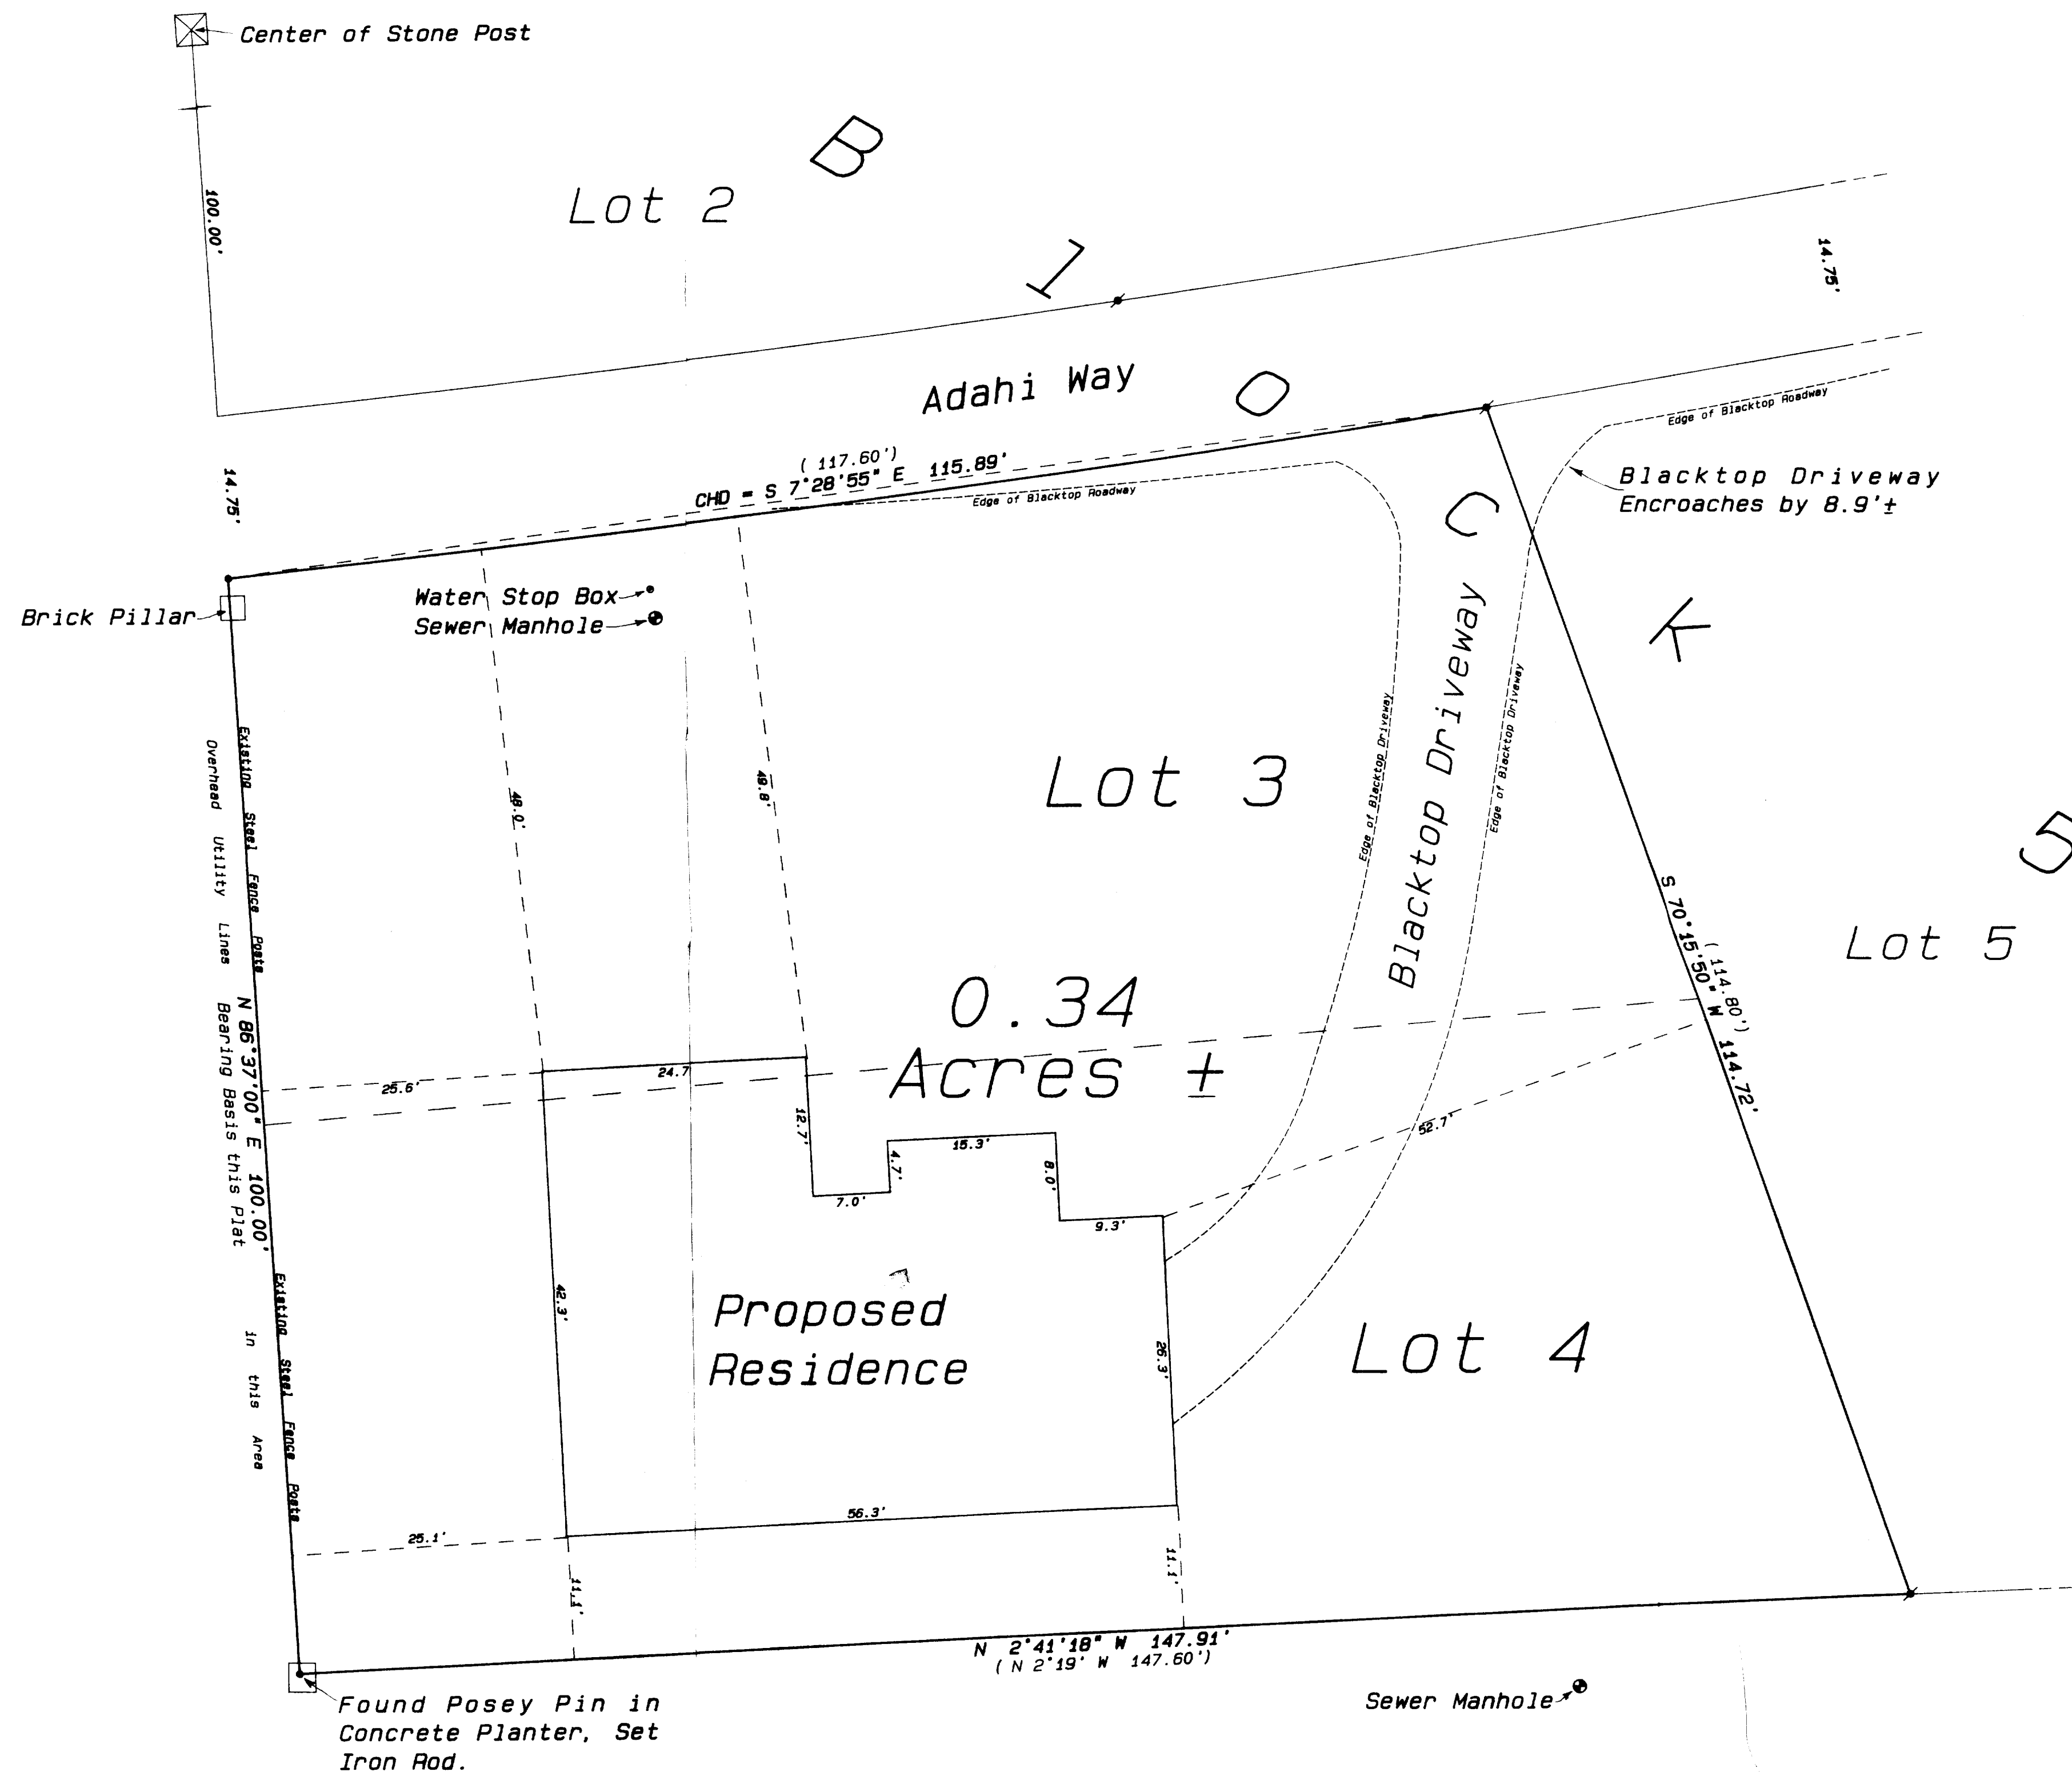 Center of Stone Post
100.00'
Lot 2
B
l
O
C
K
5
14.75'
Adahi Way
( 117.60')
CHD = S 7°28'55" E 115.89'
Edge of Blacktop Roadway
Edge of Blacktop Roadway
Blacktop Driveway
Encroaches by 8.9'±
14.75'
Brick Pillar
Water Stop Box
Sewer Manhole
Existing Steel Fence Posts
Overhead Utility Lines in this Area
N 86°37'00" E 100.00'
Bearing Basis this Plat
Existing Steel Fence Posts
48.0'
49.8'
Lot 3
Edge of Blacktop Driveway
Blacktop Driveway
Edge of Blacktop Driveway
S 70°15'50" W 114.72'
( 114.80')
Lot 5
0.34
Acres ±
25.6'
24.7
12.7'
7.0'
4.7'
15.3'
8.0'
9.3'
52.7'
42.3'
Proposed
Residence
26.3'
Lot 4
56.3'
25.1'
11.1'
11.1'
N 2°41'18" W 147.91'
( N 2°19' W 147.60')
Found Posey Pin in
Concrete Planter, Set
Iron Rod.
Sewer Manhole